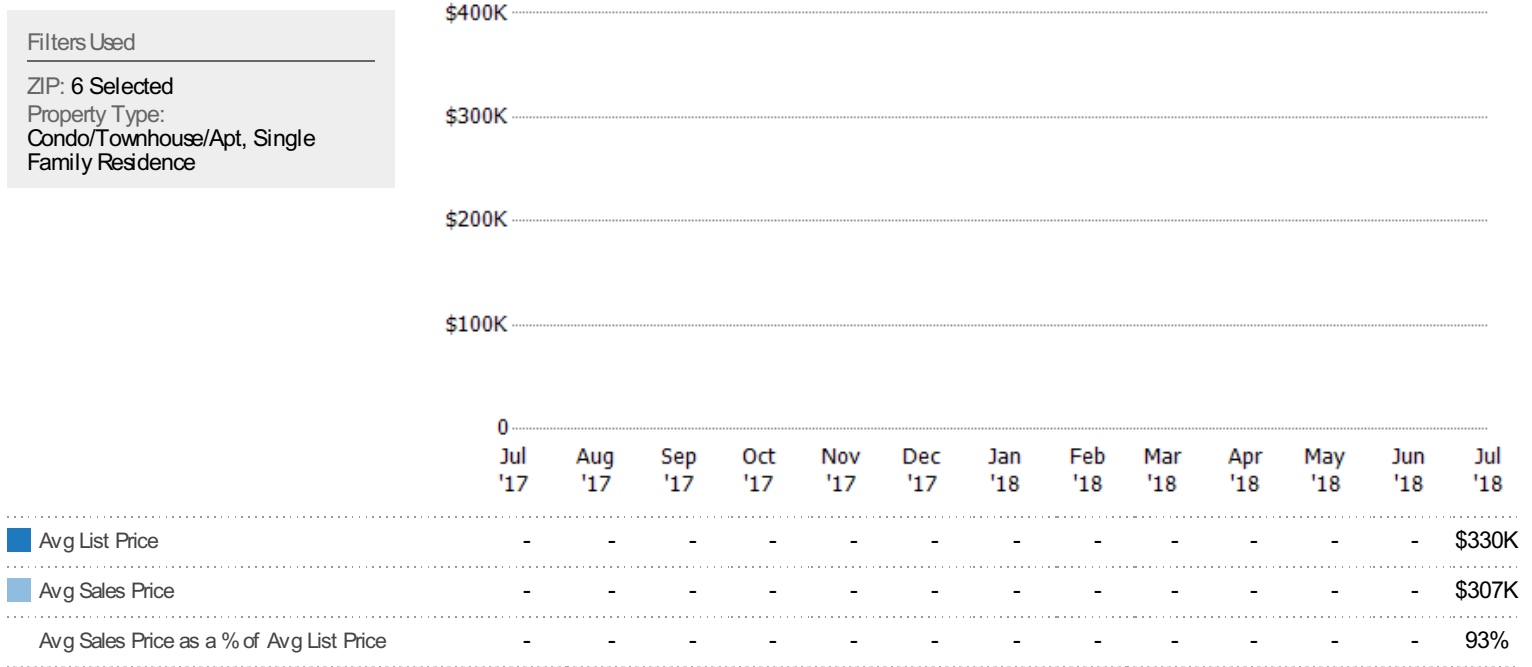 Filters Used
ZIP: 6 Selected
Property Type:
Condo/Townhouse/Apt, Single
Family Residence
$400K
$300K
$200K
$100K
0
Jul Aug Sep Oct Nov Dec Jan Feb Mar Apr May Jun Jul
'17 '17 '17 '17 '17 '17 '18 '18 '18 '18 '18 '18 '18
Avg List Price - - - - - - - - - - - - $330K
Avg Sales Price - - - - - - - - - - - - $307K
Avg Sales Price as a % of Avg List Price - - - - - - - - - - - - 93%